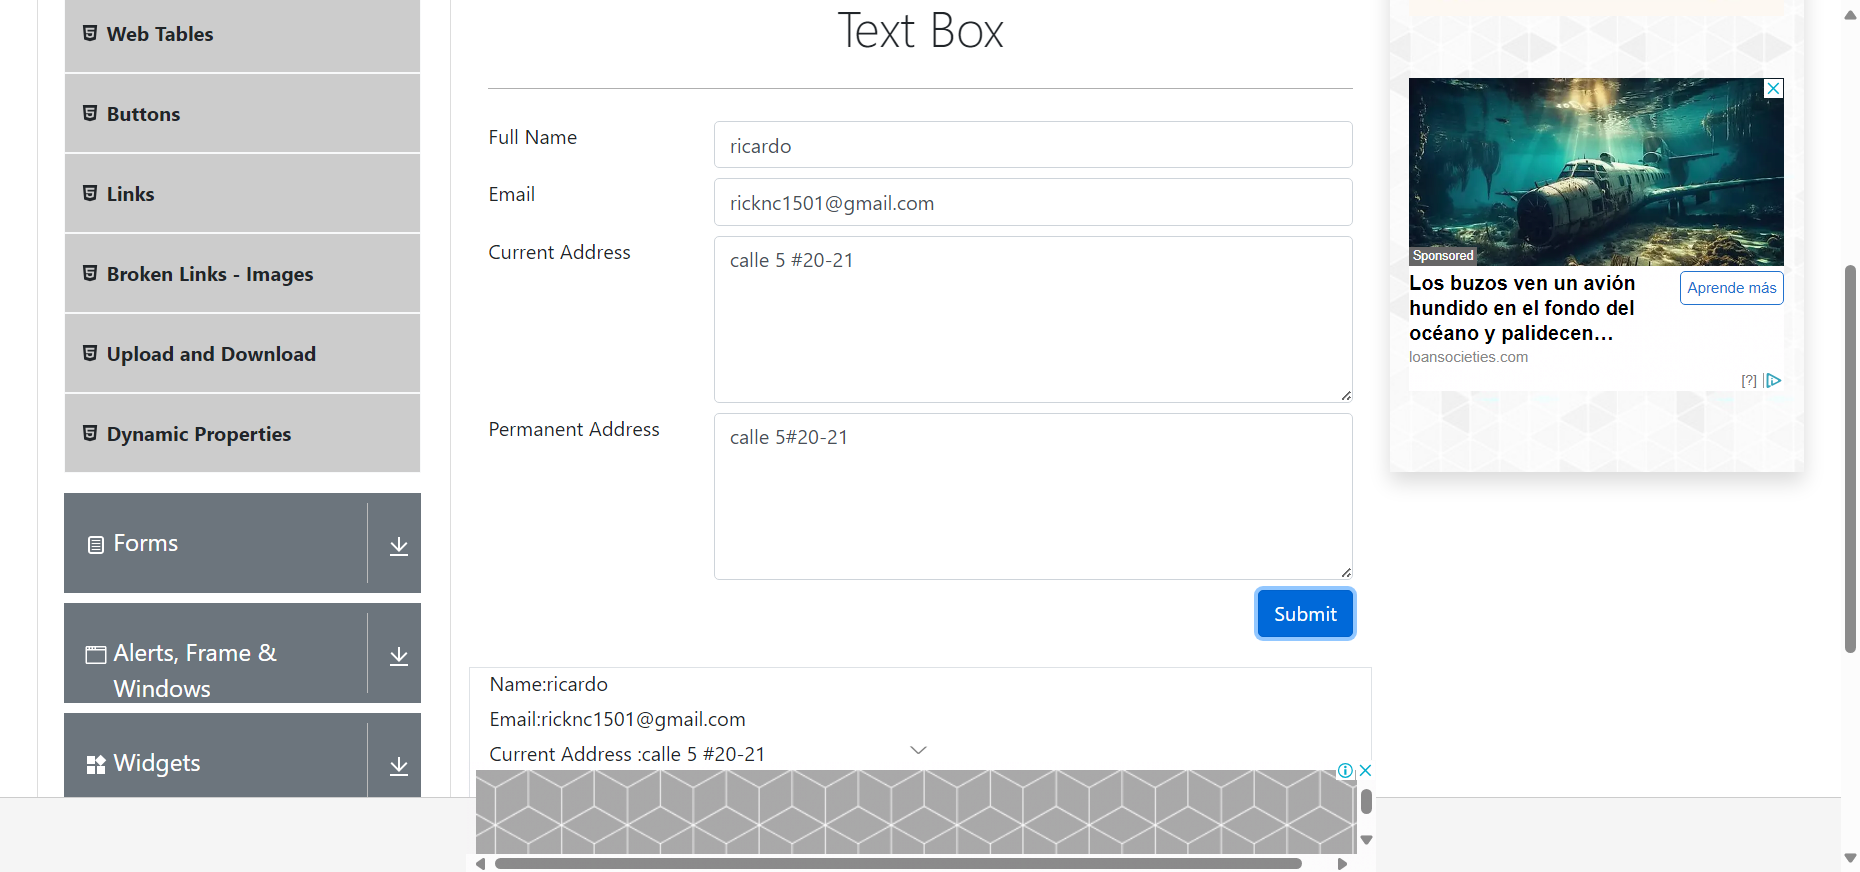 Web Tables
Buttons
Links
Broken Links - Images
Upload and Download
Dynamic Properties
Forms
Alerts, Frame &
Windows
Widgets
Text Box
Full Name
ricardo
Email
ricknc1501@gmail.com
Current Address
calle 5 #20-21
Permanent Address
calle 5#20-21
Submit
Name:ricardo
Email:ricknc1501@gmail.com
Current Address :calle 5 #20-21
Sponsored
Los buzos ven un avión
hundido en el fondo del
océano y palidecen...
Aprende más
loansocieties.com
[?]